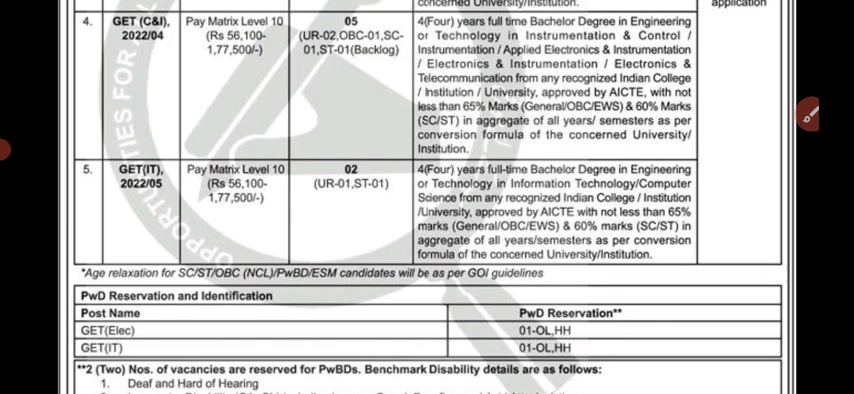 concerned University/Institution.
application
4. GET (C&I), 2022/04 Pay Matrix Level 10 (Rs 56,100- 1,77,500/-) 05 (UR-02,OBC-01,SC-01,ST-01(Backlog)
4(Four) years full time Bachelor Degree in Engineering
or Technology in Instrumentation & Control /
Instrumentation / Applied Electronics & Instrumentation
/ Electronics & Instrumentation / Electronics &
Telecommunication from any recognized Indian College
/ Institution / University, approved by AICTE, with not
less than 65% Marks (General/OBC/EWS) & 60% Marks
(SC/ST) in aggregate of all years/ semesters as per
conversion formula of the concerned University/
Institution.
5. GET(IT), 2022/05 Pay Matrix Level 10 (Rs 56,100- 1,77,500/-) 02 (UR-01,ST-01)
4(Four) years full-time Bachelor Degree in Engineering
or Technology in Information Technology/Computer
Science from any recognized Indian College / Institution
/University, approved by AICTE with not less than 65%
marks (General/OBC/EWS) & 60% marks (SC/ST) in
aggregate of all years/semesters as per conversion
formula of the concerned University/Institution.
*Age relaxation for SC/ST/OBC (NCL)/PwBD/ESM candidates will be as per GOI guidelines
PwD Reservation and Identification
Post Name PwD Reservation**
GET(Elec) 01-OL,HH
GET(IT) 01-OL,HH
**2 (Two) Nos. of vacancies are reserved for PwBDs. Benchmark Disability details are as follows:
1. Deaf and Hard of Hearing